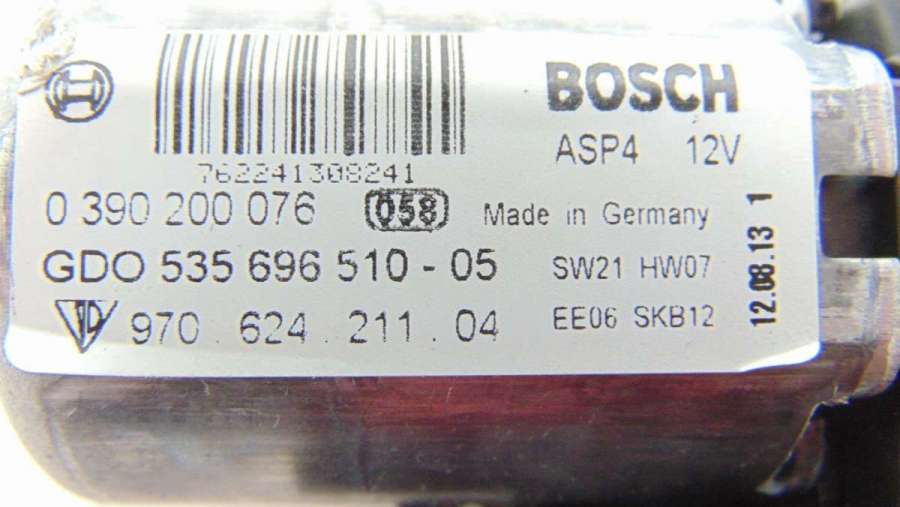 BOSCH
ASP4 12V
762241308241
0 390 200 076 058 Made in Germany
GDO 535 696 510 - 05 SW21 HW07
970 . 624 . 211 . 04 EE06 SKB12
12.08.13 1